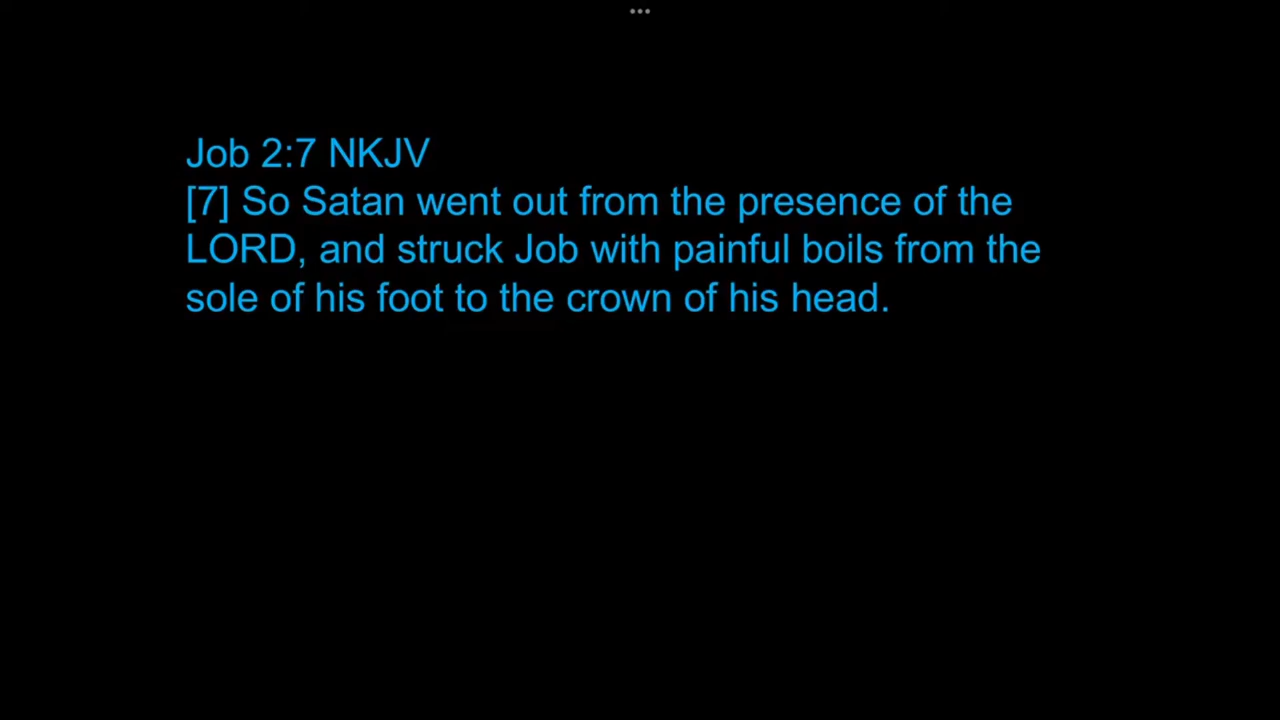 Job 2:7 NKJV
[7] So Satan went out from the presence of the
LORD, and struck Job with painful boils from the
sole of his foot to the crown of his head.